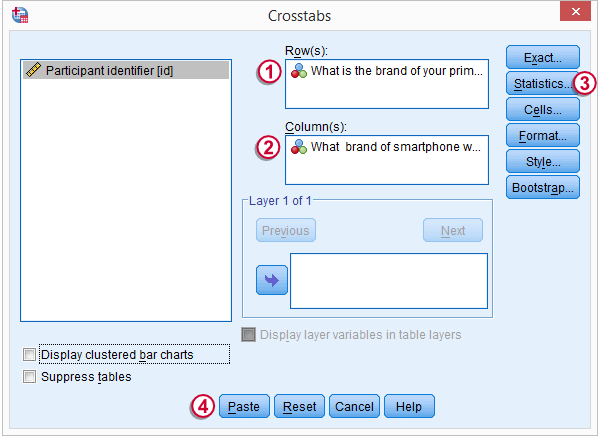 Crosstabs
Participant identifier [id]
Row(s):
1
What is the brand of your prim...
Column(s):
2
What brand of smartphone w...
Exact...
Statistics...
3
Cells...
Format...
Style...
Bootstrap...
Layer 1 of 1
Previous
Next
Display layer variables in table layers
Display clustered bar charts
Suppress tables
4
Paste
Reset
Cancel
Help